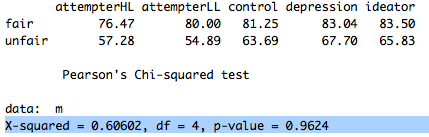 attempterHL attempterLL control depression ideator
fair 76.47 80.00 81.25 83.04 83.50
unfair 57.28 54.89 63.69 67.70 65.83
Pearson's Chi-squared test
data: m
X-squared = 0.60602, df = 4, p-value = 0.9624